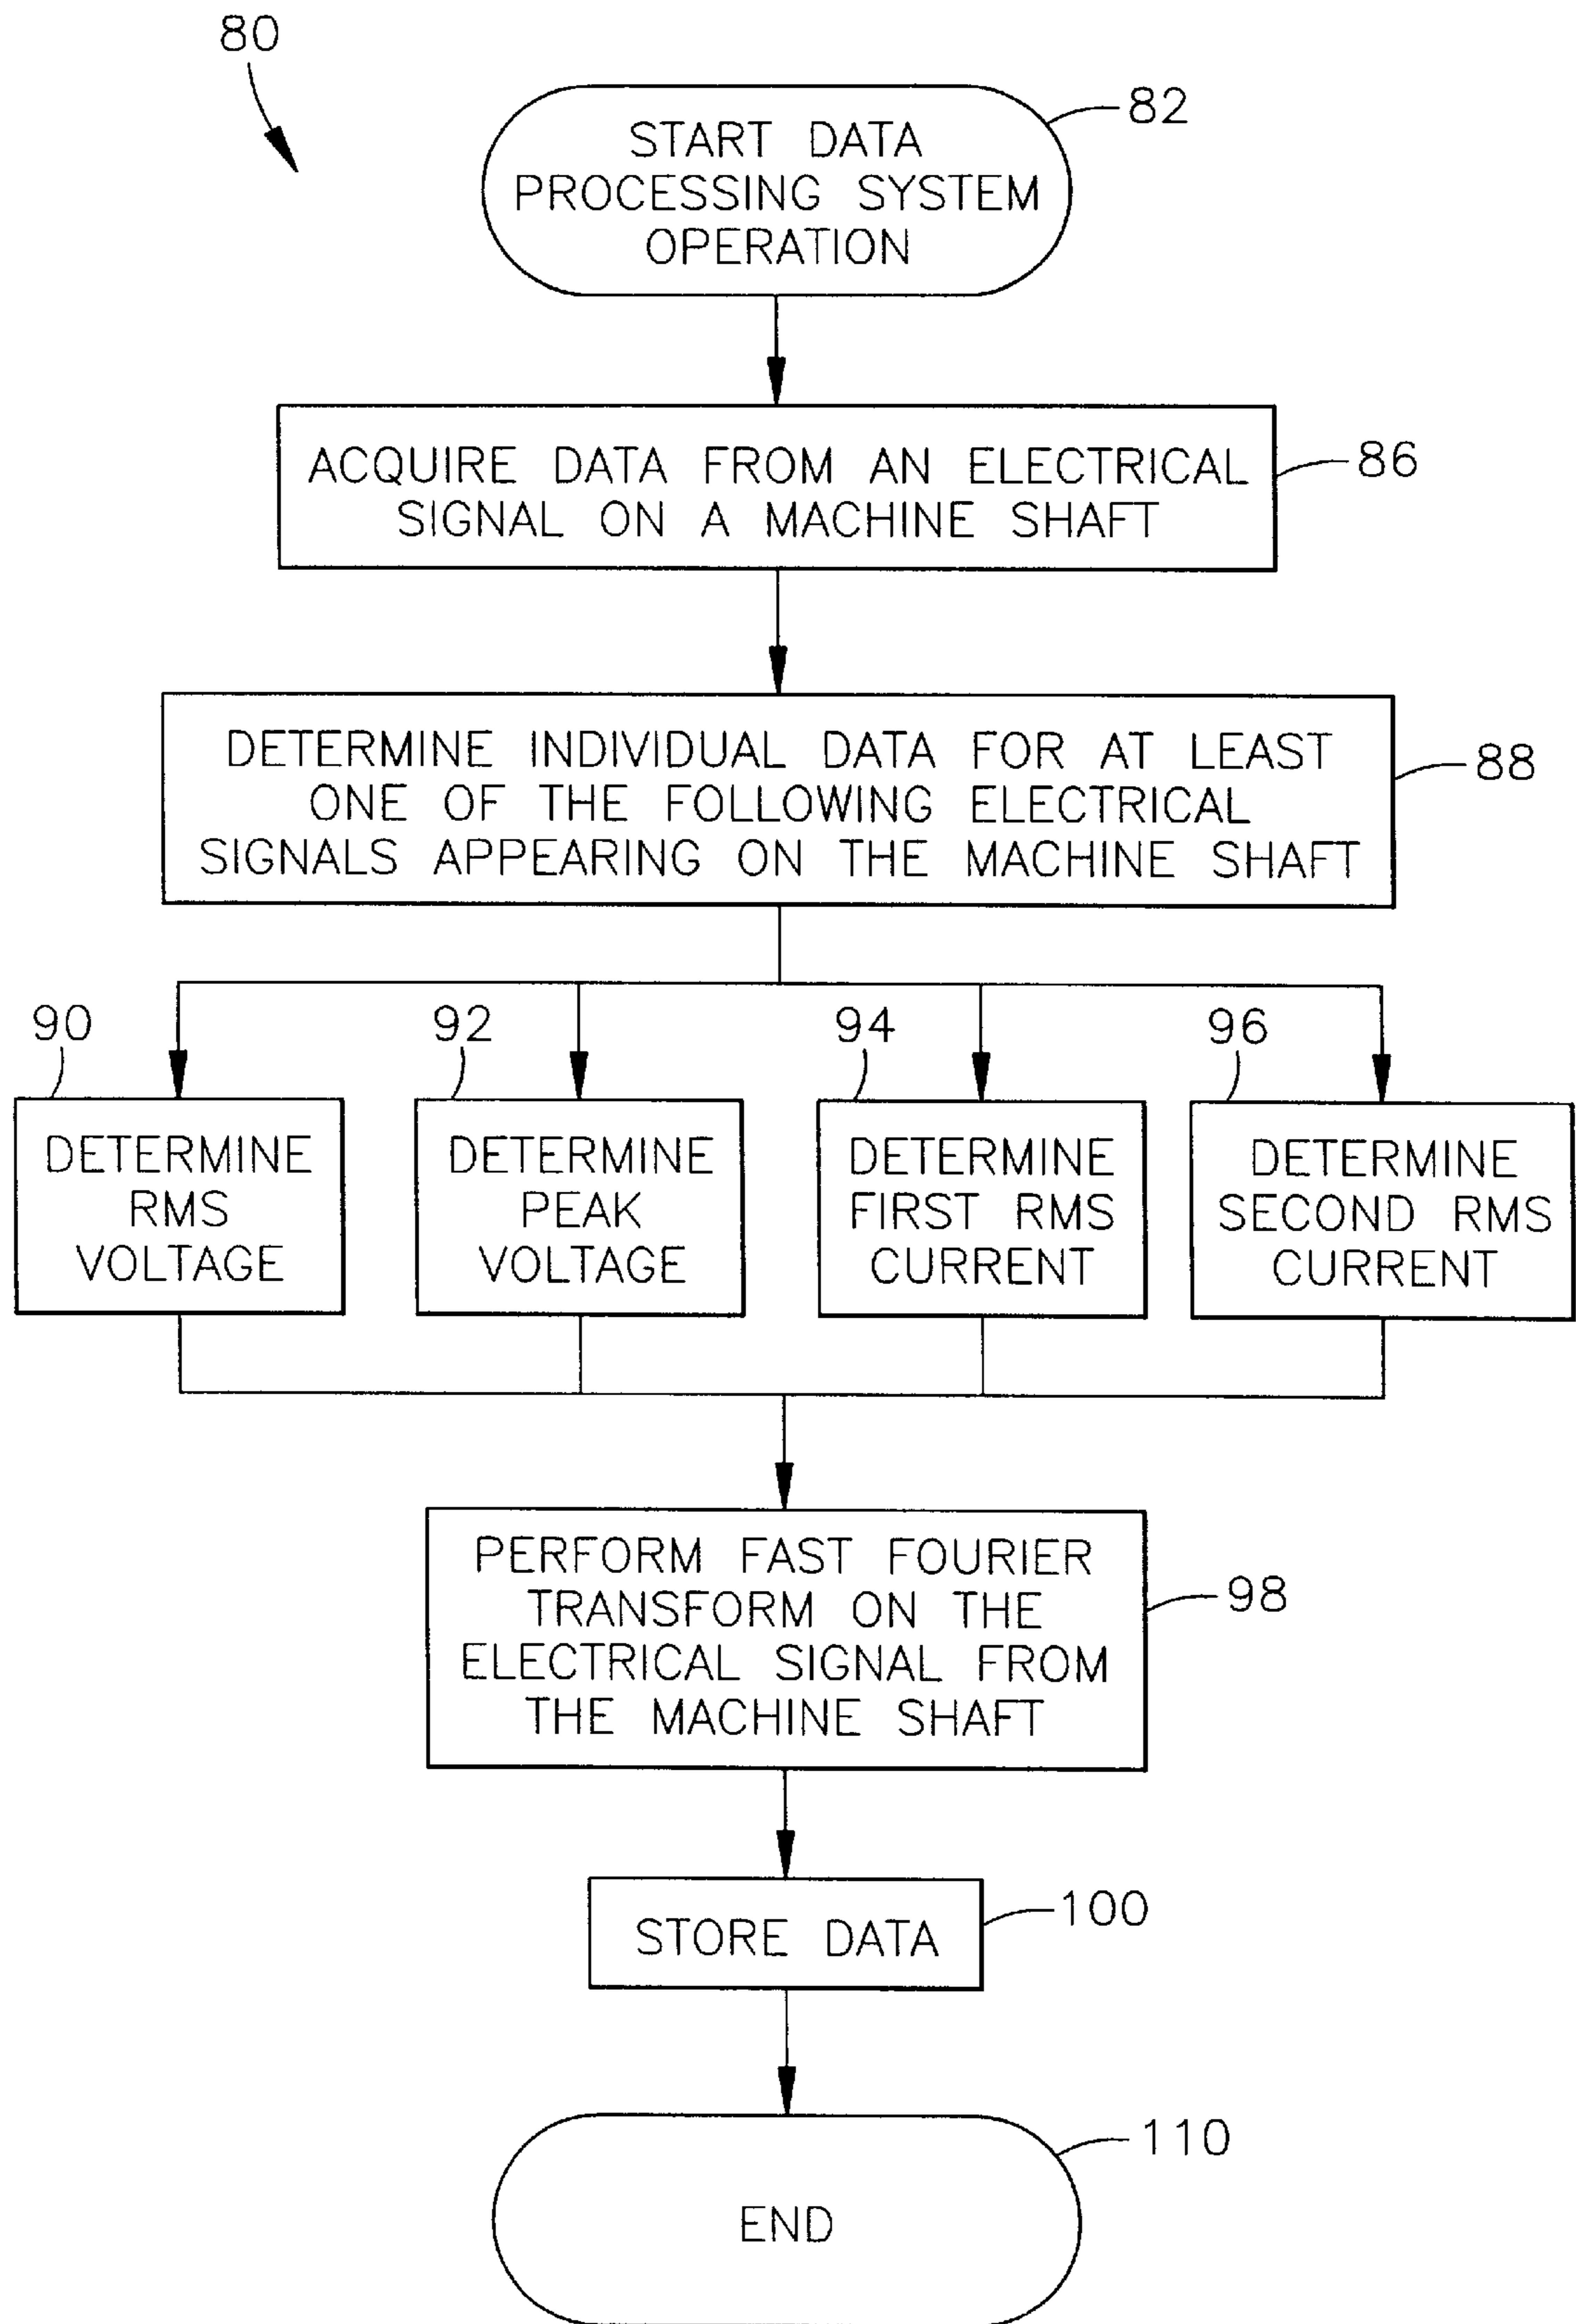 80
82
START DATA
PROCESSING SYSTEM
OPERATION
ACQUIRE DATA FROM AN ELECTRICAL
SIGNAL ON A MACHINE SHAFT
86
DETERMINE INDIVIDUAL DATA FOR AT LEAST
ONE OF THE FOLLOWING ELECTRICAL
SIGNALS APPEARING ON THE MACHINE SHAFT
88
90
DETERMINE
RMS
VOLTAGE
92
DETERMINE
PEAK
VOLTAGE
94
DETERMINE
FIRST RMS
CURRENT
96
DETERMINE
SECOND RMS
CURRENT
PERFORM FAST FOURIER
TRANSFORM ON THE
ELECTRICAL SIGNAL FROM
THE MACHINE SHAFT
98
STORE DATA
100
110
END